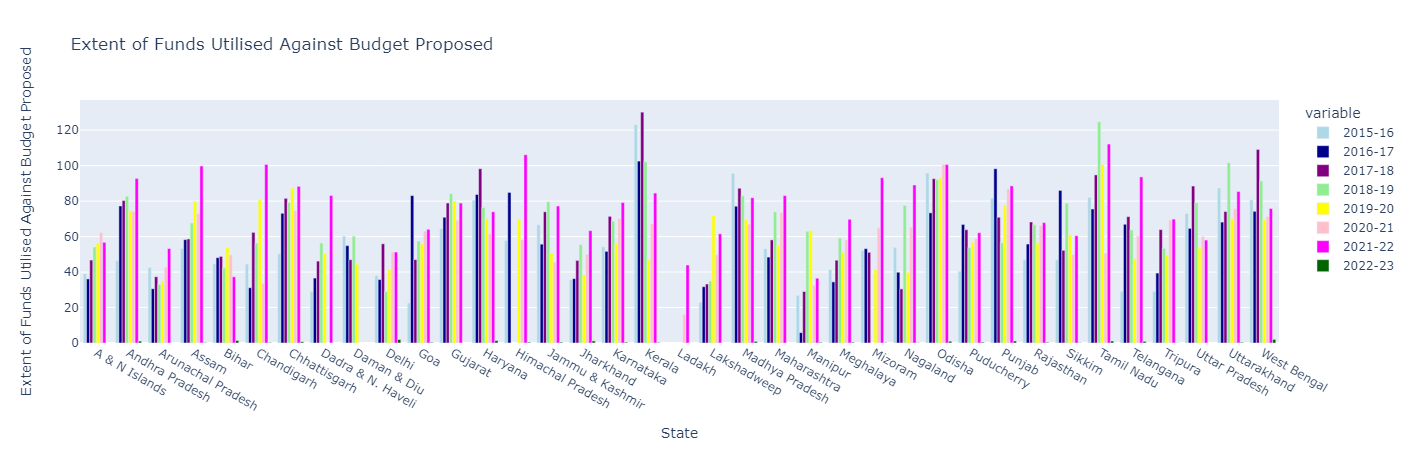 Extent of Funds Utilised Against Budget Proposed
Extent of Funds Utilised Against Budget Proposed
120
100
80
60
40
20
0
A & N Islands
Andhra Pradesh
Arunachal Pradesh
Assam
Bihar
Chandigarh
Chhattisgarh
Dadra & N. Haveli
Daman & Diu
Delhi
Goa
Gujarat
Haryana
Himachal Pradesh
Jammu & Kashmir
Jharkhand
Karnataka
Kerala
Ladakh
Lakshadweep
Madhya Pradesh
Maharashtra
Manipur
Meghalaya
Mizoram
Nagaland
Odisha
Puducherry
Punjab
Rajasthan
Sikkim
Tamil Nadu
Telangana
Tripura
Uttar Pradesh
Uttarakhand
West Bengal
State
variable
2015-16
2016-17
2017-18
2018-19
2019-20
2020-21
2021-22
2022-23